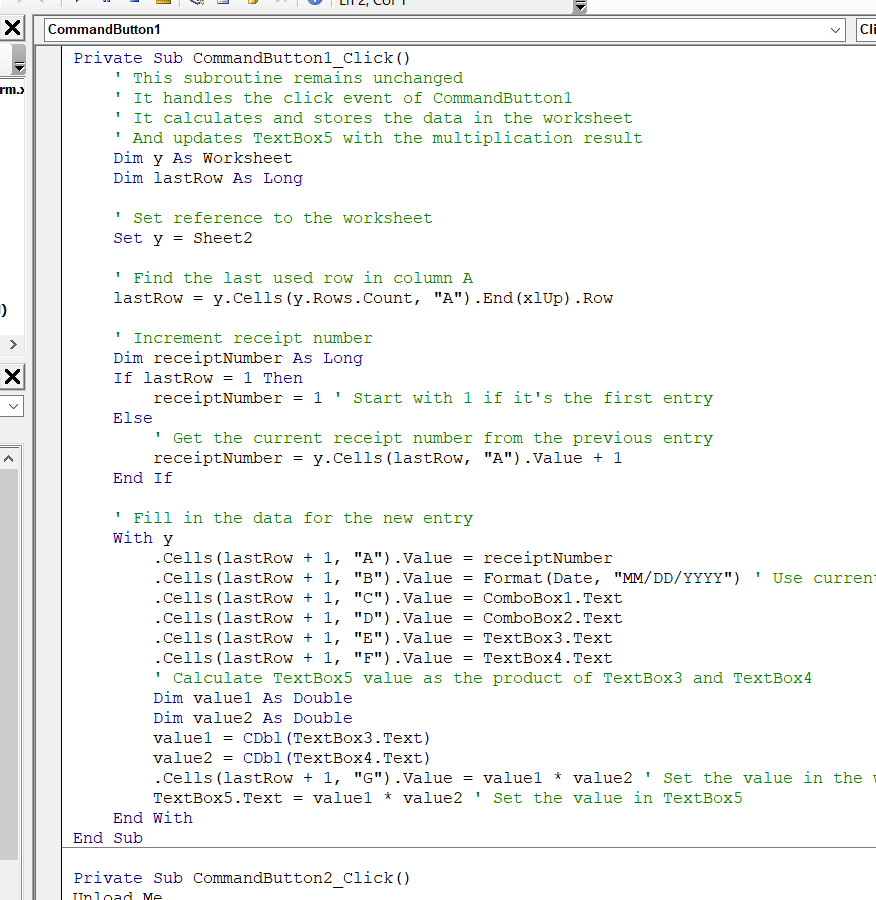 Ln 2, Col 1
CommandButton1
Cli
rm.x
Private Sub CommandButton1_Click()
    ' This subroutine remains unchanged
    ' It handles the click event of CommandButton1
    ' It calculates and stores the data in the worksheet
    ' And updates TextBox5 with the multiplication result
    Dim y As Worksheet
    Dim lastRow As Long
    ' Set reference to the worksheet
    Set y = Sheet2
    ' Find the last used row in column A
    lastRow = y.Cells(y.Rows.Count, "A").End(xlUp).Row
)
    ' Increment receipt number
    Dim receiptNumber As Long
    If lastRow = 1 Then
        receiptNumber = 1 ' Start with 1 if it's the first entry
    Else
        ' Get the current receipt number from the previous entry
        receiptNumber = y.Cells(lastRow, "A").Value + 1
    End If
    ' Fill in the data for the new entry
    With y
        .Cells(lastRow + 1, "A").Value = receiptNumber
        .Cells(lastRow + 1, "B").Value = Format(Date, "MM/DD/YYYY") ' Use current
        .Cells(lastRow + 1, "C").Value = ComboBox1.Text
        .Cells(lastRow + 1, "D").Value = ComboBox2.Text
        .Cells(lastRow + 1, "E").Value = TextBox3.Text
        .Cells(lastRow + 1, "F").Value = TextBox4.Text
        ' Calculate TextBox5 value as the product of TextBox3 and TextBox4
        Dim value1 As Double
        Dim value2 As Double
        value1 = CDbl(TextBox3.Text)
        value2 = CDbl(TextBox4.Text)
        .Cells(lastRow + 1, "G").Value = value1 * value2 ' Set the value in the w
        TextBox5.Text = value1 * value2 ' Set the value in TextBox5
    End With
End Sub
Private Sub CommandButton2_Click()
Unload Me